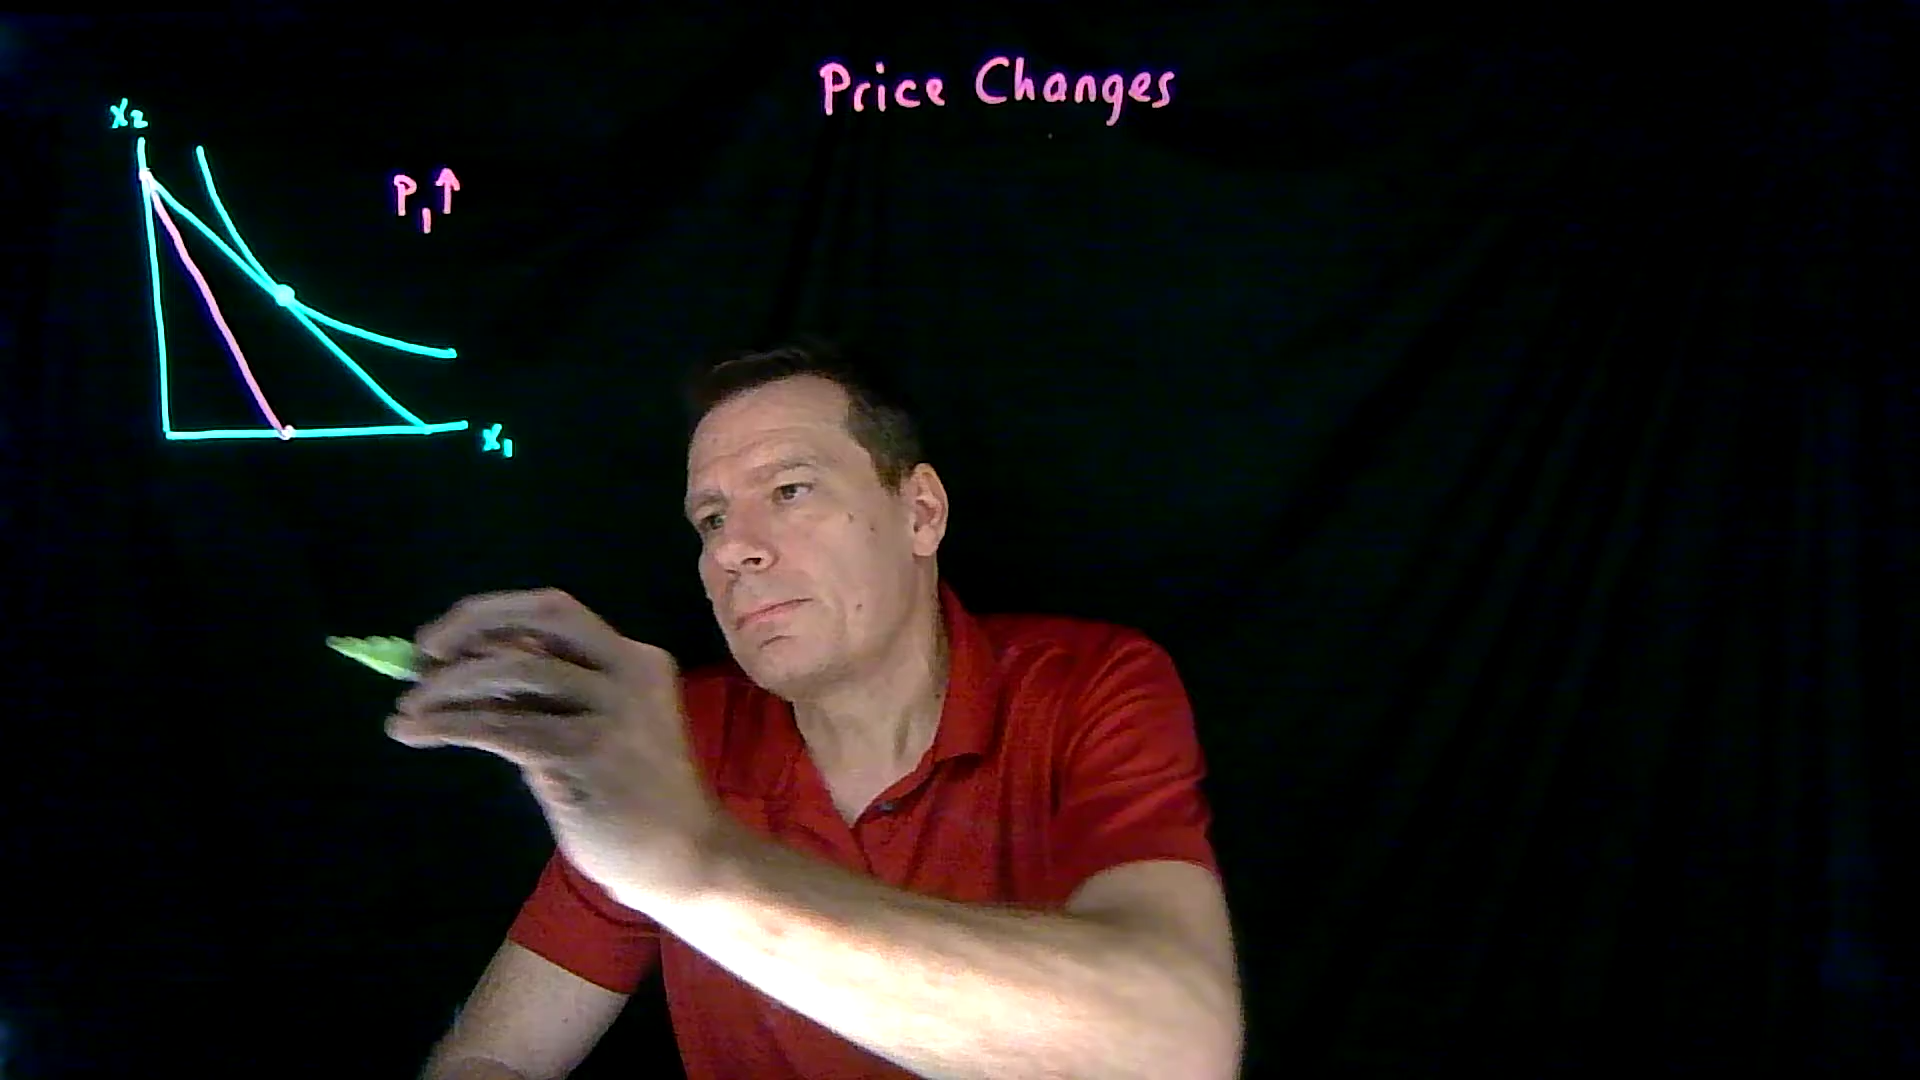 Price Changes
x₂
P₁↑
x₁